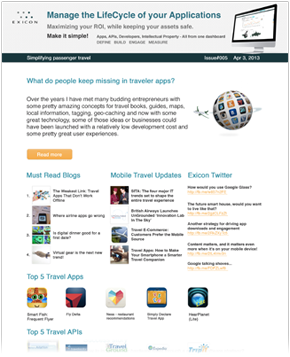 EXICON
Manage the LifeCycle of your Applications
Maximizing your ROI, while keeping your assets safe.
Make it simple! Apps, APIs, Developers, Intellectual Property - All from one dashboard
DEFINE BUILD ENGAGE MEASURE
Simplifying passenger travel Issue#005 Apr 3, 2013
What do people keep missing in traveler apps?
Over the years I have met many budding entrepreneurs with
some pretty amazing concepts for travel books, guides, maps,
local information, tagging, geo-caching and now with some
great technology, some of those ideas or businesses could
have been launched with a relatively low development cost and
some pretty great user experiences.
Read more
Must Read Blogs
The Weakest Link: Travel
Apps That Don't Work
Offline
Where airline apps go wrong
Is digital dinner good for a
first date?
Virtual gear is the next new
trend!
Mobile Travel Updates
SITA: The four major IT
trends set to shape the
entire travel experience
British Airways Launches
UnGrounded 'Innovation Lab
in The Sky'
Travel E-Commerce:
Customers Prefer the Mobile
Source
Travel Apps: How to Make
Your Smartphone a Smarter
Travel Companion
Exicon Twitter
How would you use Google Glass?
The future smart house, would you want
to live like that?
Another strategy for driving app
downloads and engagement
Content matters, and it matters even
more when it's on your mobile device!
Google talking shoes...
Top 5 Travel Apps
Smart Path
Frequent Flyer
Fly Delta
Ness - restaurant
recommendations
Simply Declare
Travel App
HearPlanet
(Lite)
Top 5 Travel APIs